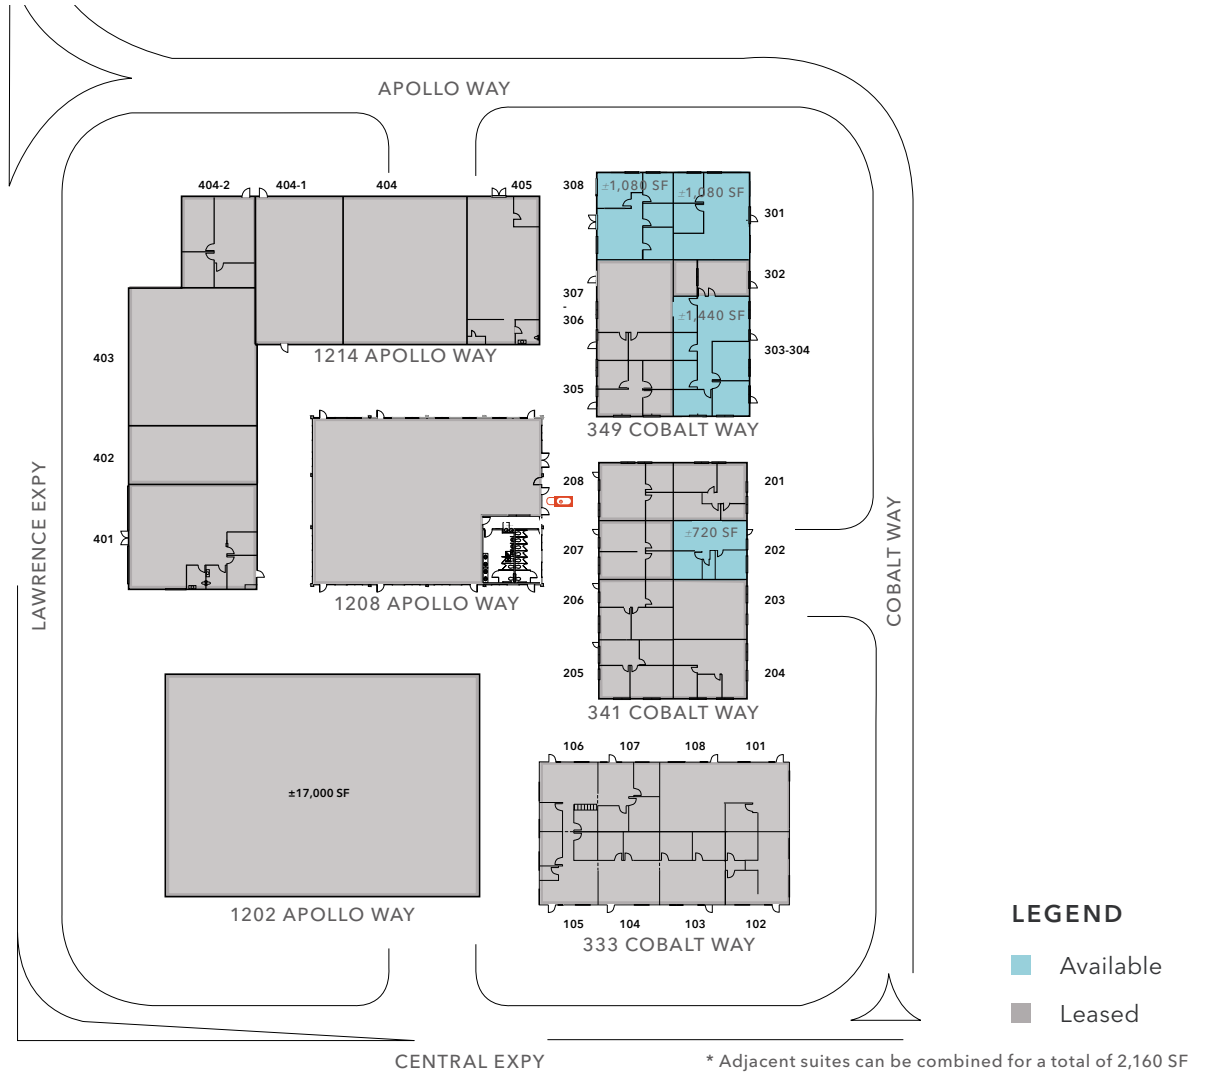 APOLLO WAY
404-2
404-1
404
405
308
±1,080 SF
±1,080 SF
301
302
307
-
306
±1,440 SF
303-304
305
403
1214 APOLLO WAY
349 COBALT WAY
402
401
208
201
±720 SF
207
202
206
203
205
204
1208 APOLLO WAY
341 COBALT WAY
LAWRENCE EXPY
COBALT WAY
±17,000 SF
1202 APOLLO WAY
106
107
108
101
105
104
103
102
333 COBALT WAY
LEGEND
Available
Leased
CENTRAL EXPY
* Adjacent suites can be combined for a total of 2,160 SF